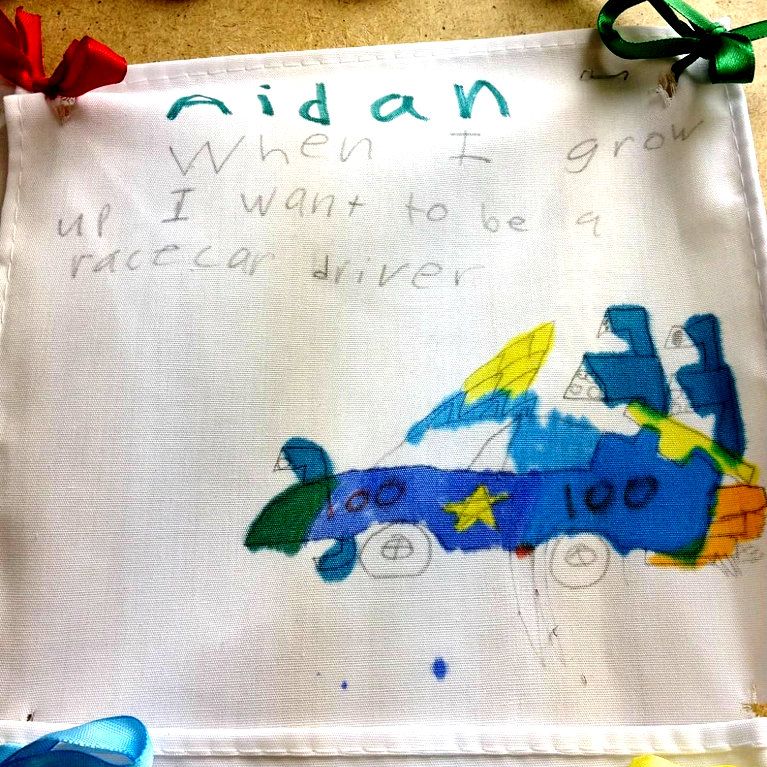 Aidan
When I grow
up I want to be a
racecar driver
100 100